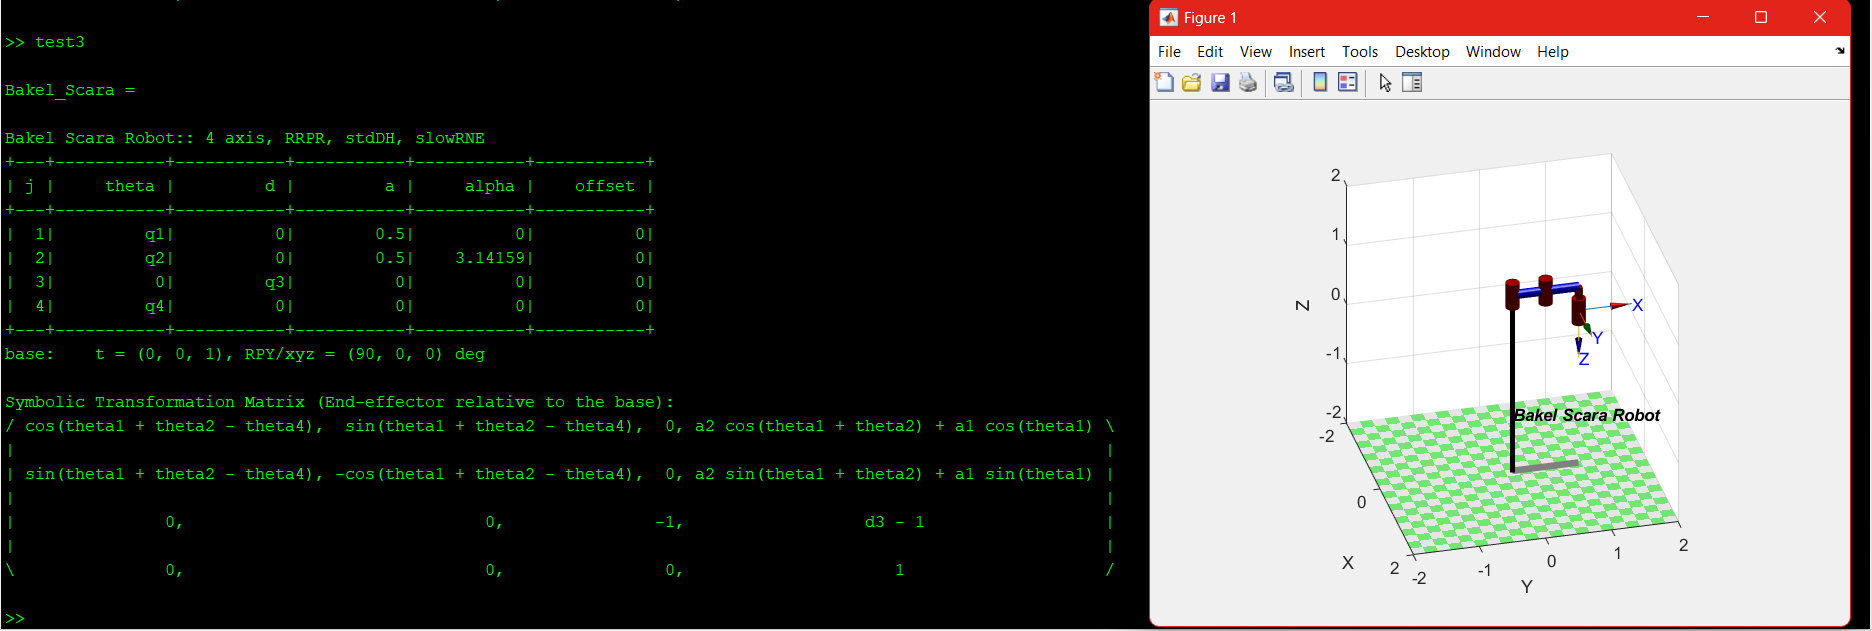 >> test3
Bakel_Scara =
Bakel Scara Robot:: 4 axis, RRPR, stdDH, slowRNE
+---+-----------+-----------+-----------+-----------+-----------+
| j |     theta |         d |         a |     alpha |    offset |
+---+-----------+-----------+-----------+-----------+-----------+
|  1|         q1|          0|        0.5|          0|          0|
|  2|         q2|          0|        0.5|    3.14159|          0|
|  3|          0|         q3|          0|          0|          0|
|  4|         q4|          0|          0|          0|          0|
+---+-----------+-----------+-----------+-----------+-----------+
base:    t = (0, 0, 1), RPY/xyz = (90, 0, 0) deg
Symbolic Transformation Matrix (End-effector relative to the base):
/ cos(theta1 + theta2 - theta4),  sin(theta1 + theta2 - theta4),  0, a2 cos(theta1 + theta2) + a1 cos(theta1) \
|                                                                                                             |
| sin(theta1 + theta2 - theta4), -cos(theta1 + theta2 - theta4),  0, a2 sin(theta1 + theta2) + a1 sin(theta1) |
|                                                                                                             |
|               0,                              0,               -1,                  d3 - 1                  |
|                                                                                                             |
\               0,                              0,                0,                     1                    /
>>
Figure 1
File Edit View Insert Tools Desktop Window Help
2
1
0
-1
-2
Z
X
Y
Z
Bakel Scara Robot
-2
0
2
X
-2
-1
0
1
2
Y